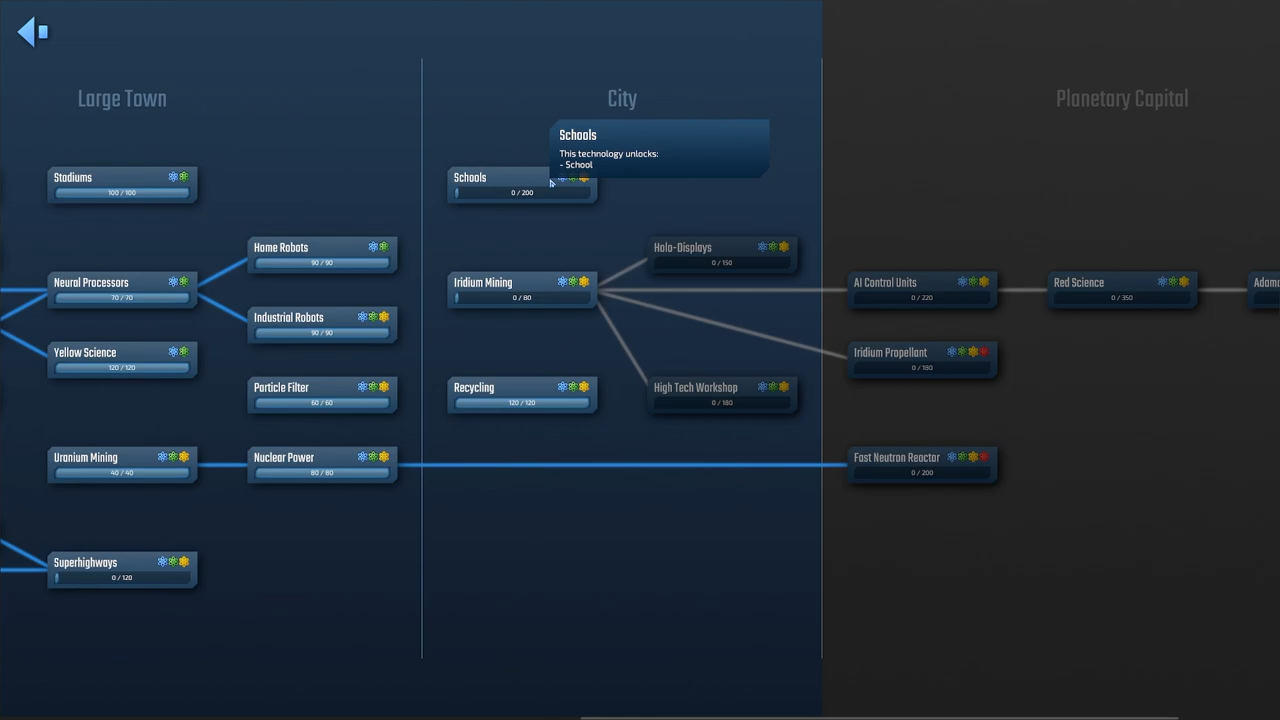 Large Town
City
Planetary Capital
Schools
This technology unlocks:
- School
Stadiums
100 / 100
Schools
0 / 200
Home Robots
90 / 90
Holo-Displays
0 / 150
Neural Processors
70 / 70
Iridium Mining
0 / 80
AI Control Units
0 / 220
Red Science
0 / 350
Adama
Industrial Robots
90 / 90
Yellow Science
120 / 120
Iridium Propellant
0 / 180
Particle Filter
60 / 60
Recycling
120 / 120
High Tech Workshop
0 / 180
Uranium Mining
40 / 40
Nuclear Power
80 / 80
Fast Neutron Reactor
0 / 200
Superhighways
0 / 120